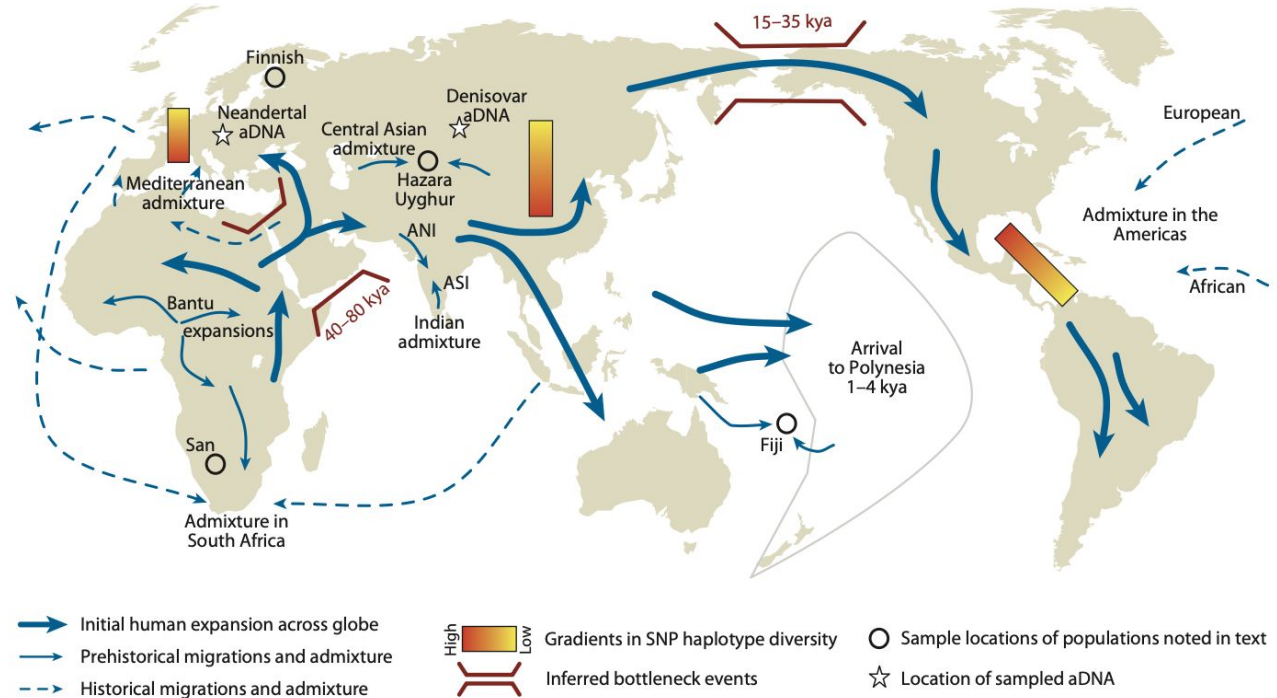 15–35 kya
Finnish
Neandertal
aDNA
Denisovar
aDNA
Central Asian
admixture
European
Mediterranean
admixture
Hazara
Uyghur
Admixture in the
Americas
ANI
ASI
African
40–80 kya
Bantu
expansions
Indian
admixture
Arrival
to Polynesia
1–4 kya
San
Fiji
Admixture in
South Africa
Initial human expansion across globe
Prehistorical migrations and admixture
Historical migrations and admixture
High
Low
Gradients in SNP haplotype diversity
Inferred bottleneck events
Sample locations of populations noted in text
Location of sampled aDNA